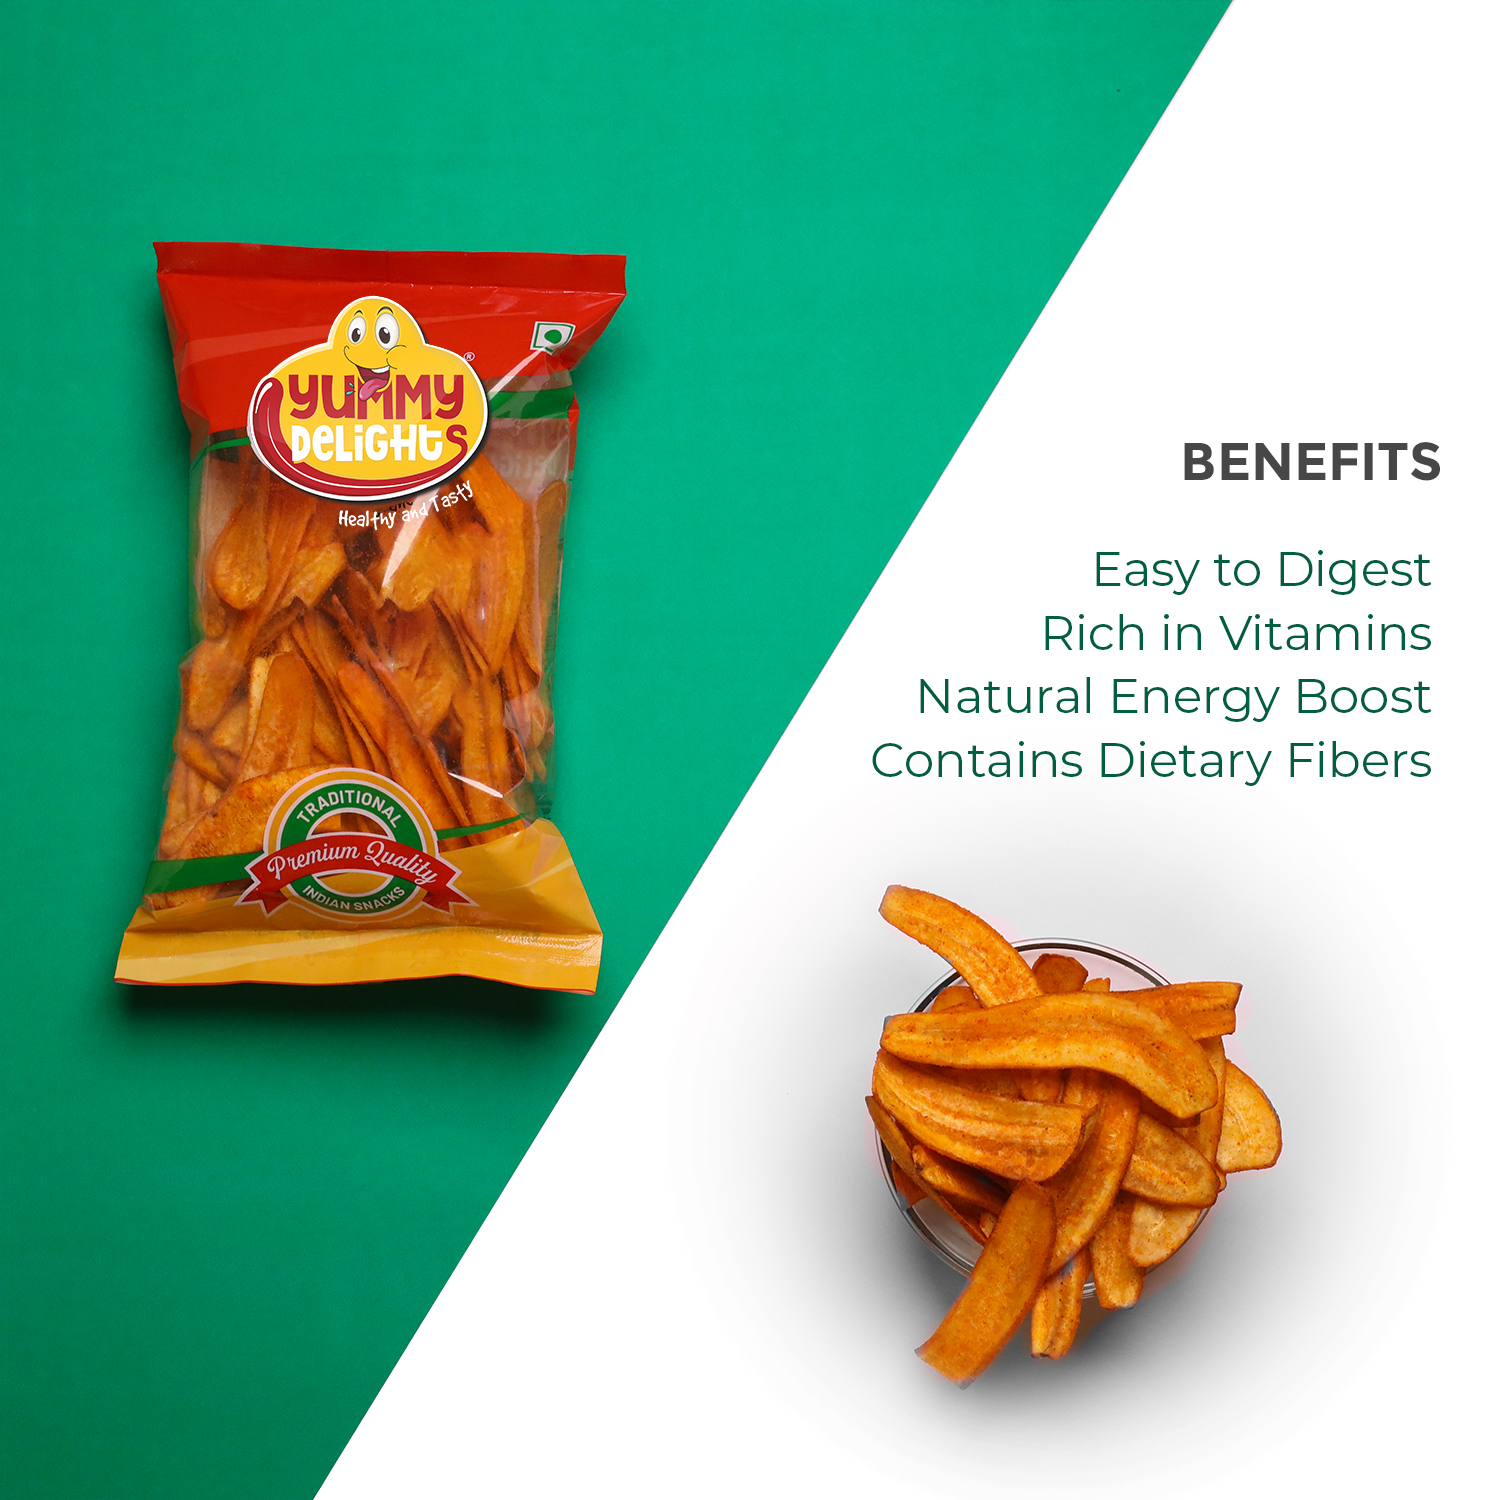 YUMMY
DELIGHtS
®
Healthy and Tasty
TRADITIONAL
Premium Quality
INDIAN SNACKS
BENEFITS
Easy to Digest
Rich in Vitamins
Natural Energy Boost
Contains Dietary Fibers